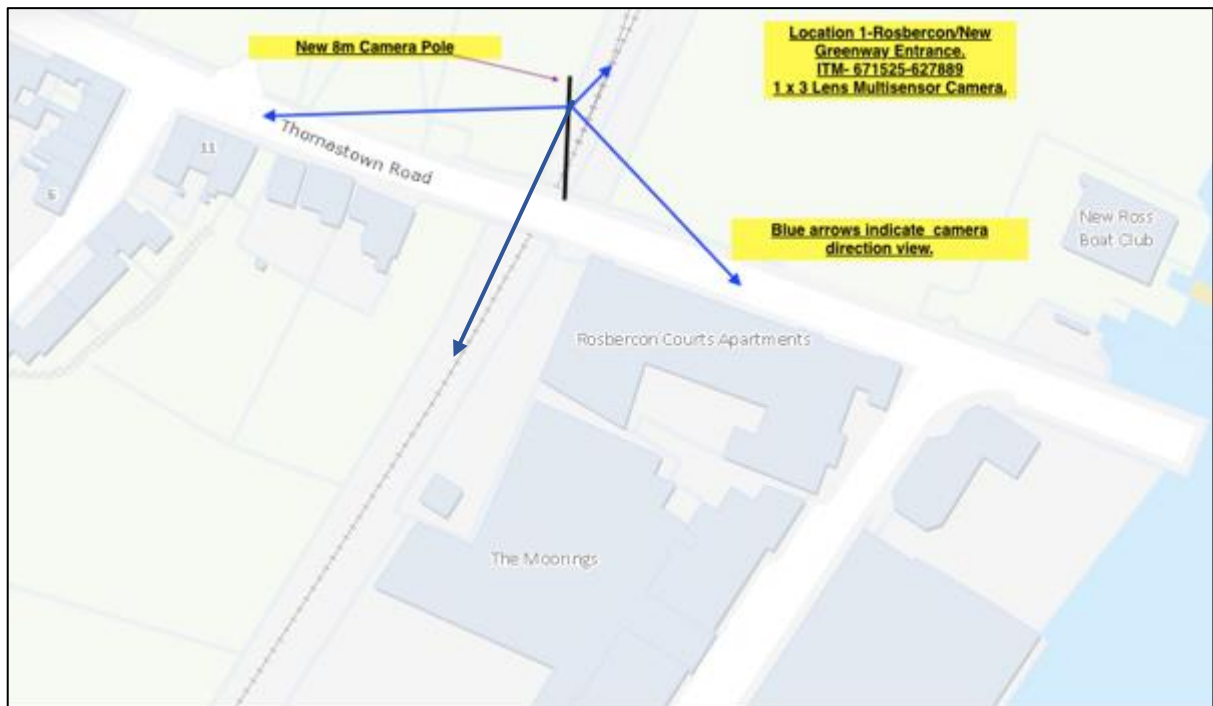 New 8m Camera Pole
Location 1-Rosbercon/New
Greenway Entrance.
ITM- 671525-627889
1 x 3 Lens Multisensor Camera.
Thomastown Road
11
6
New Ross
Boat Club
Blue arrows indicate camera
direction view.
Rosbercon Courts Apartments
The Moorings